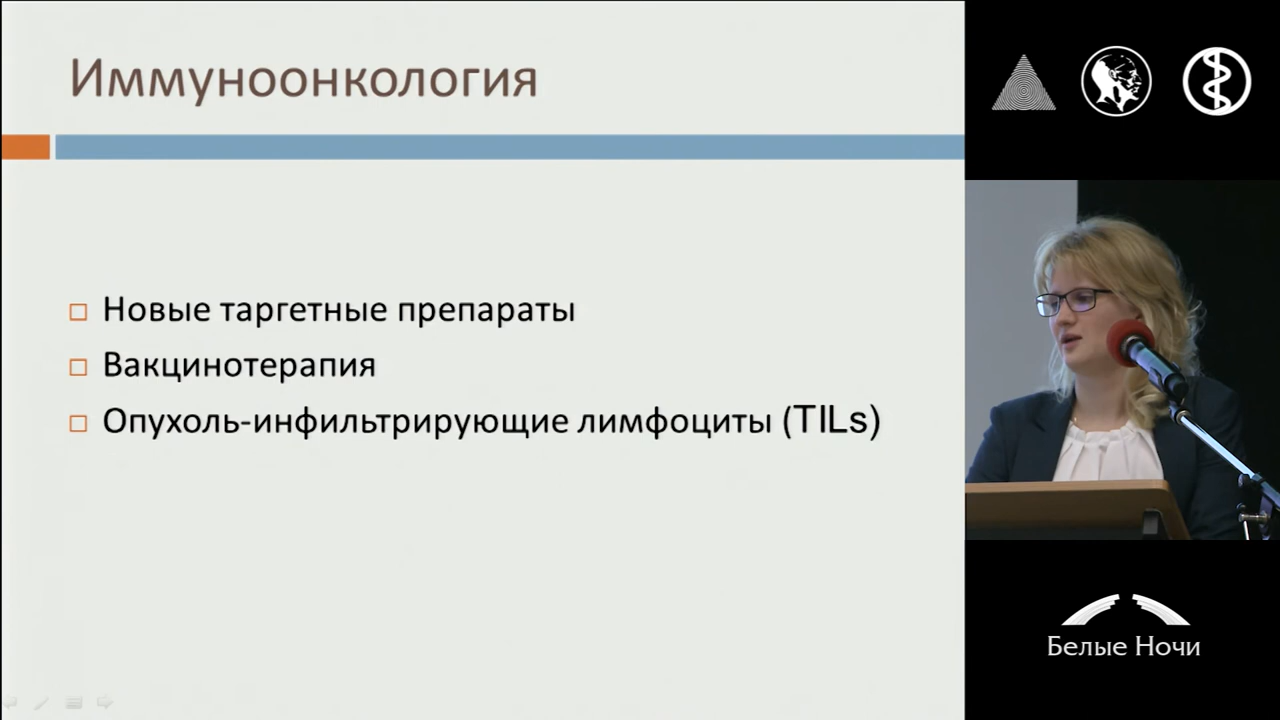 Иммуноонкология
Новые таргетные препараты
Вакцинотерапия
Опухоль-инфильтрирующие лимфоциты (TILs)
Белые Ночи